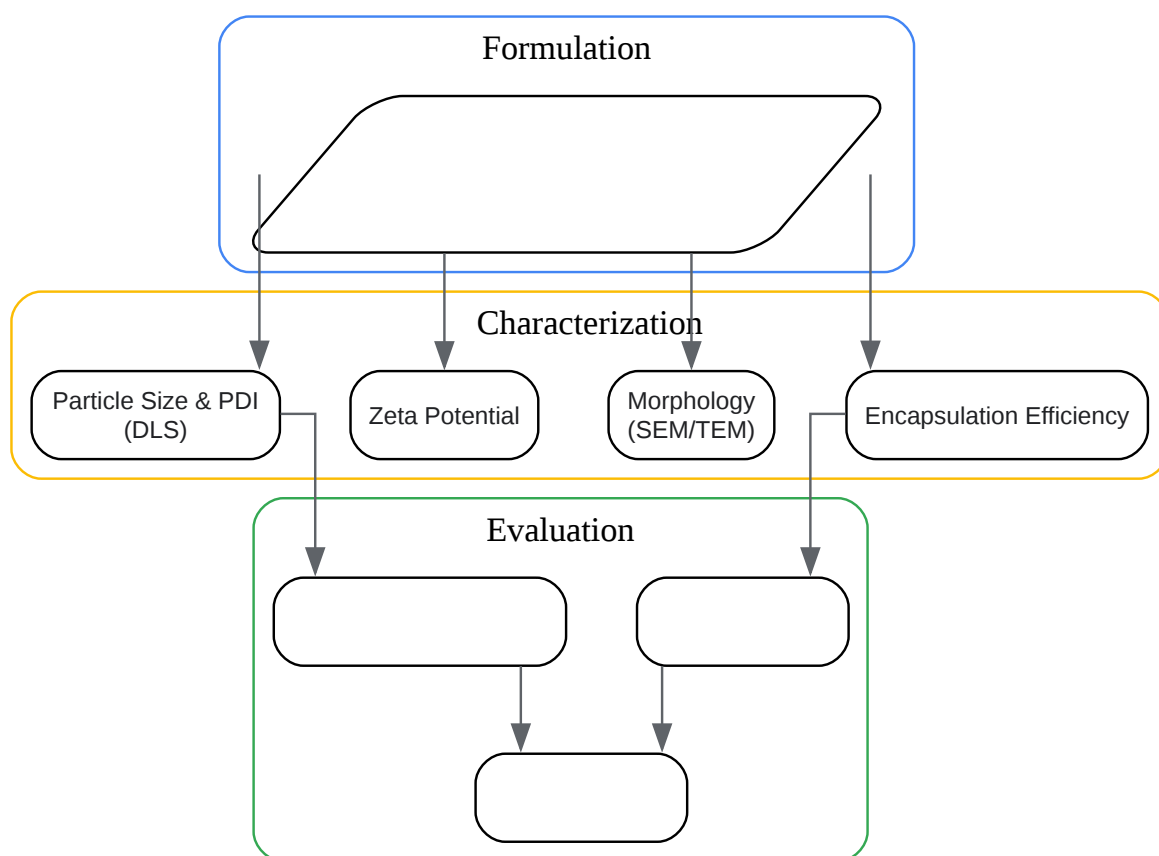 Formulation
Characterization
Particle Size & PDI
(DLS)
Zeta Potential
Morphology
(SEM/TEM)
Encapsulation Efficiency
Evaluation